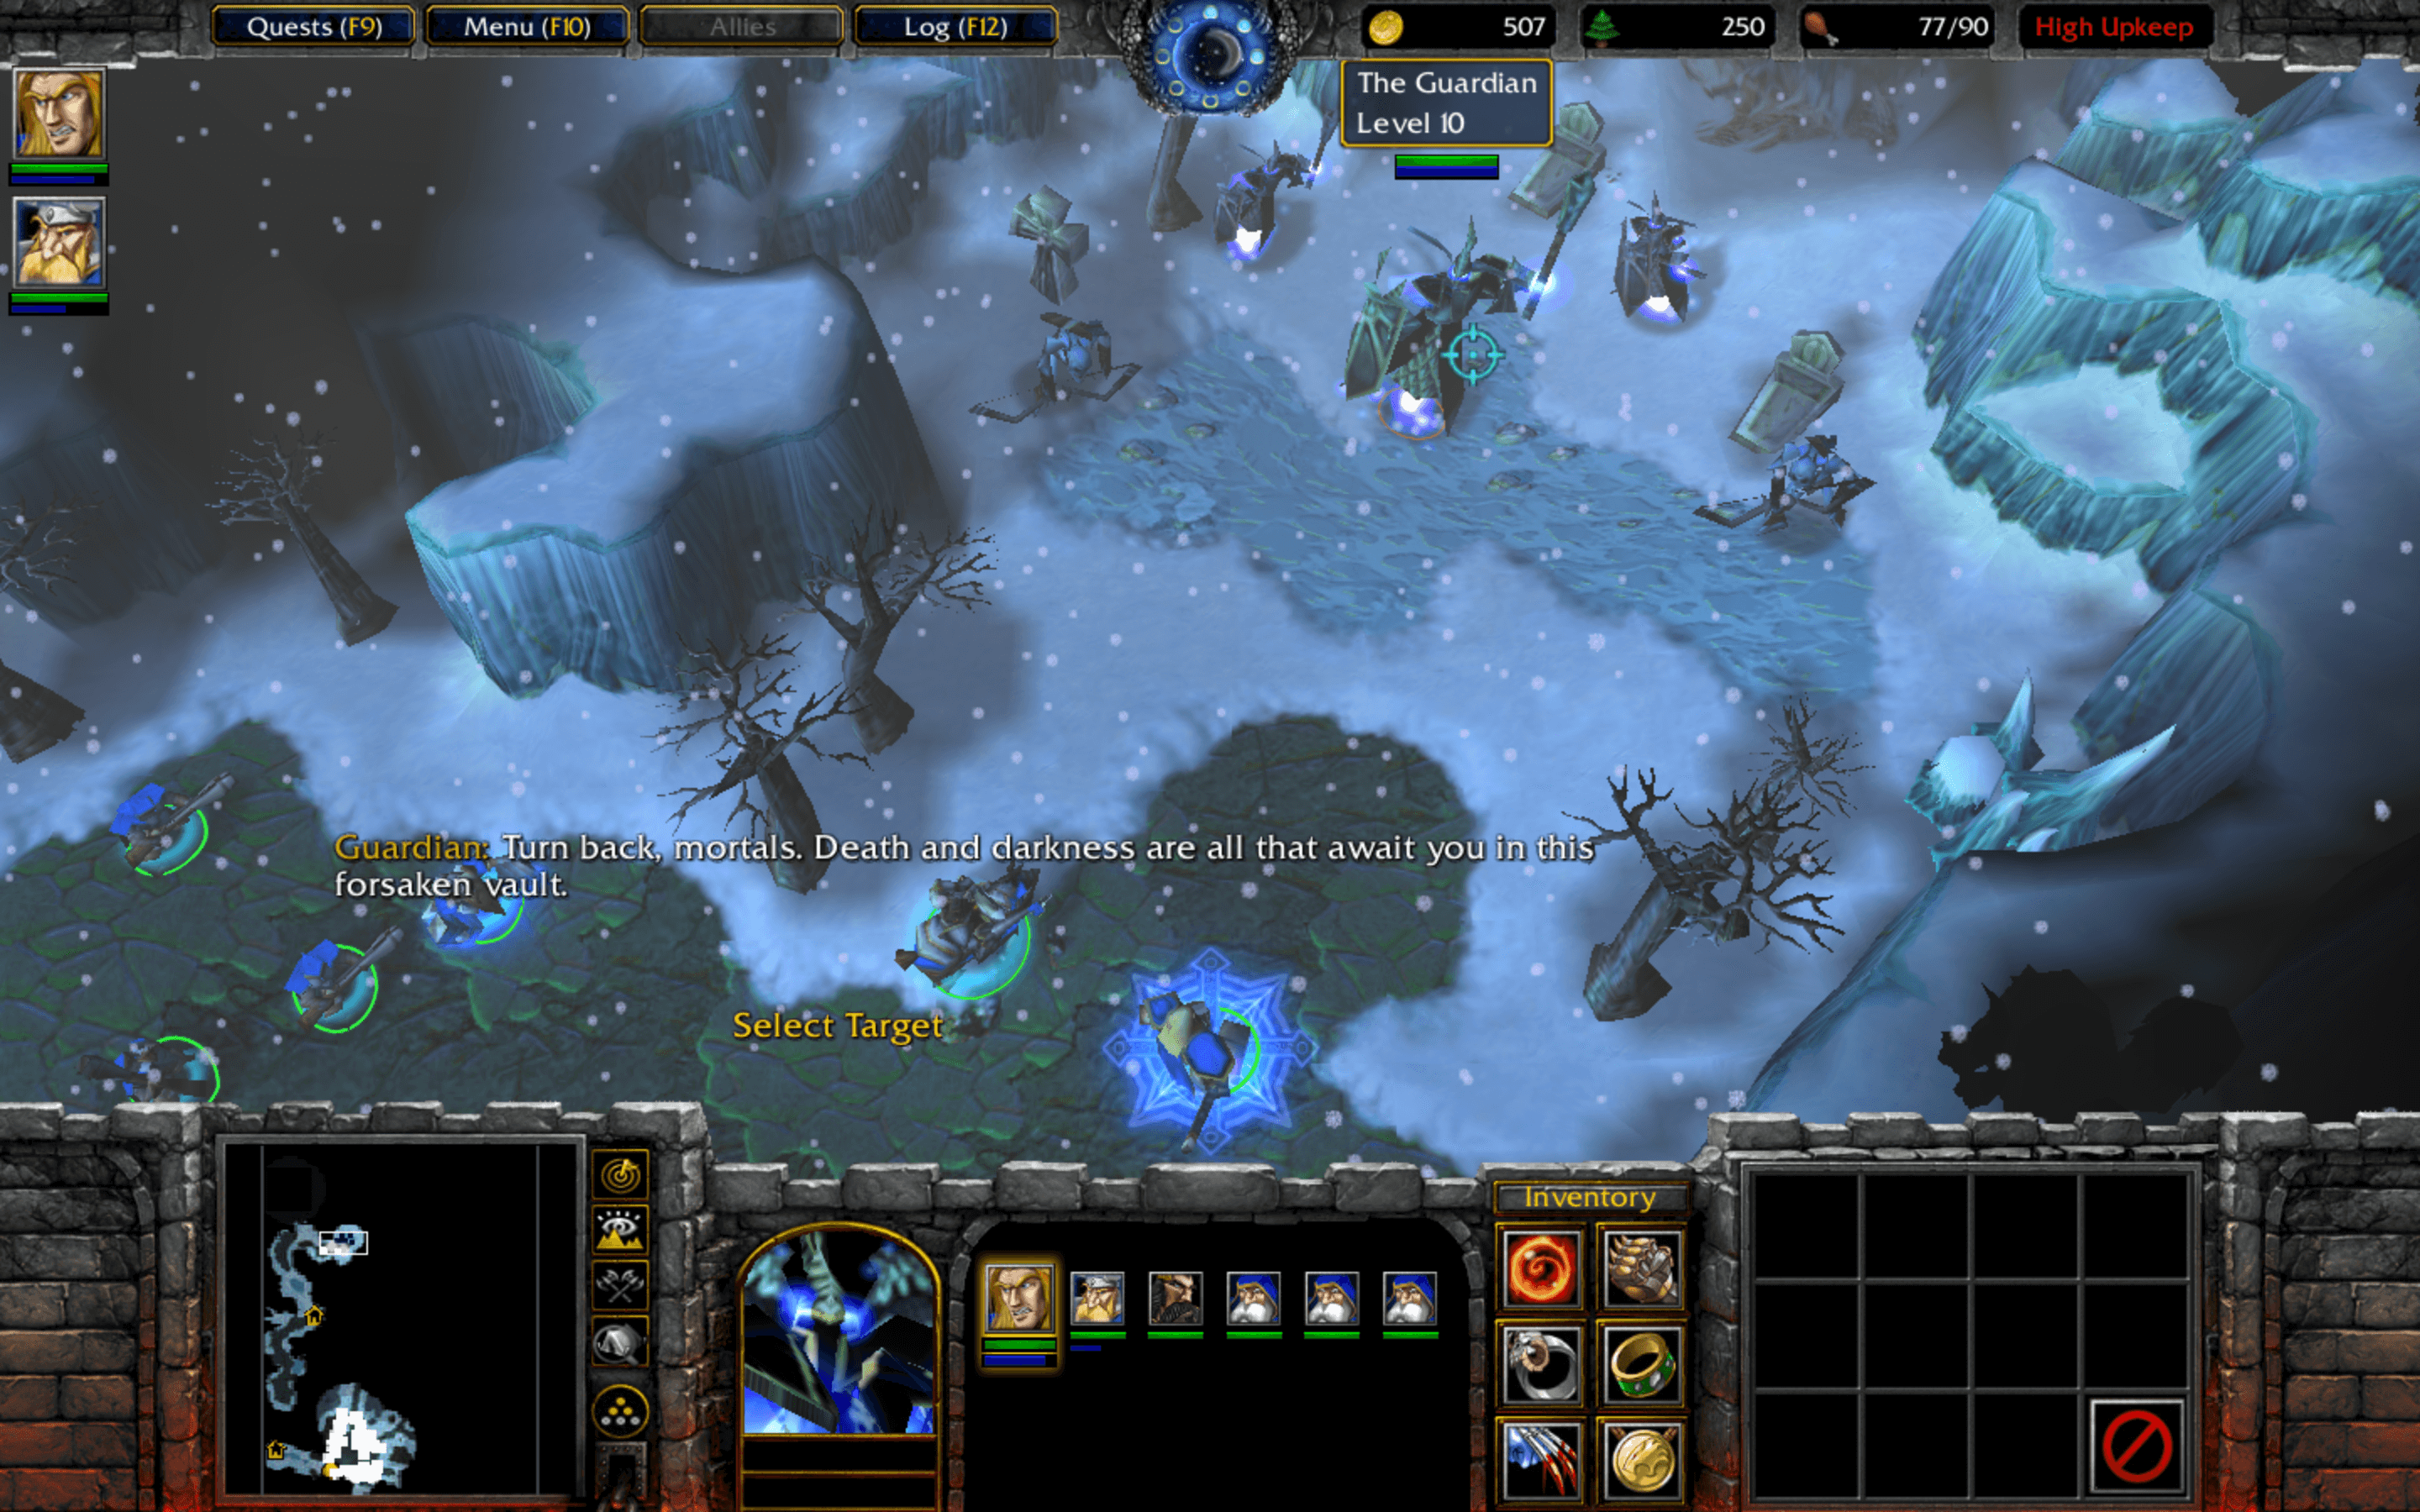 Quests (F9) Menu (F10) Allies Log (F12) 507 250 77/90 High Upkeep
The Guardian
Level 10
Guardian: Turn back, mortals. Death and darkness are all that await you in this
forsaken vault.
Select Target
Inventory